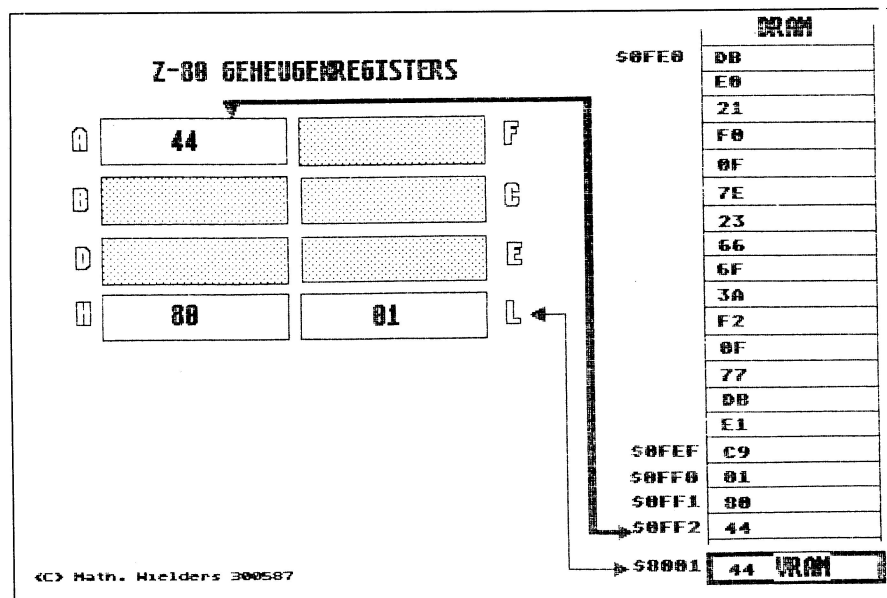 DRAM
Z-80 GEHEUGENREGISTERS
$0FE0 DB
E0
21
F0
0F
7E
23
66
6F
3A
F2
0F
77
DB
E1
$0FEF C9
$0FF0 01
$0FF1 80
$0FF2 44
$8001 44 VRAM
A 44 F
B C
D E
H 80 01 L
(C) Math. Wielders 300587